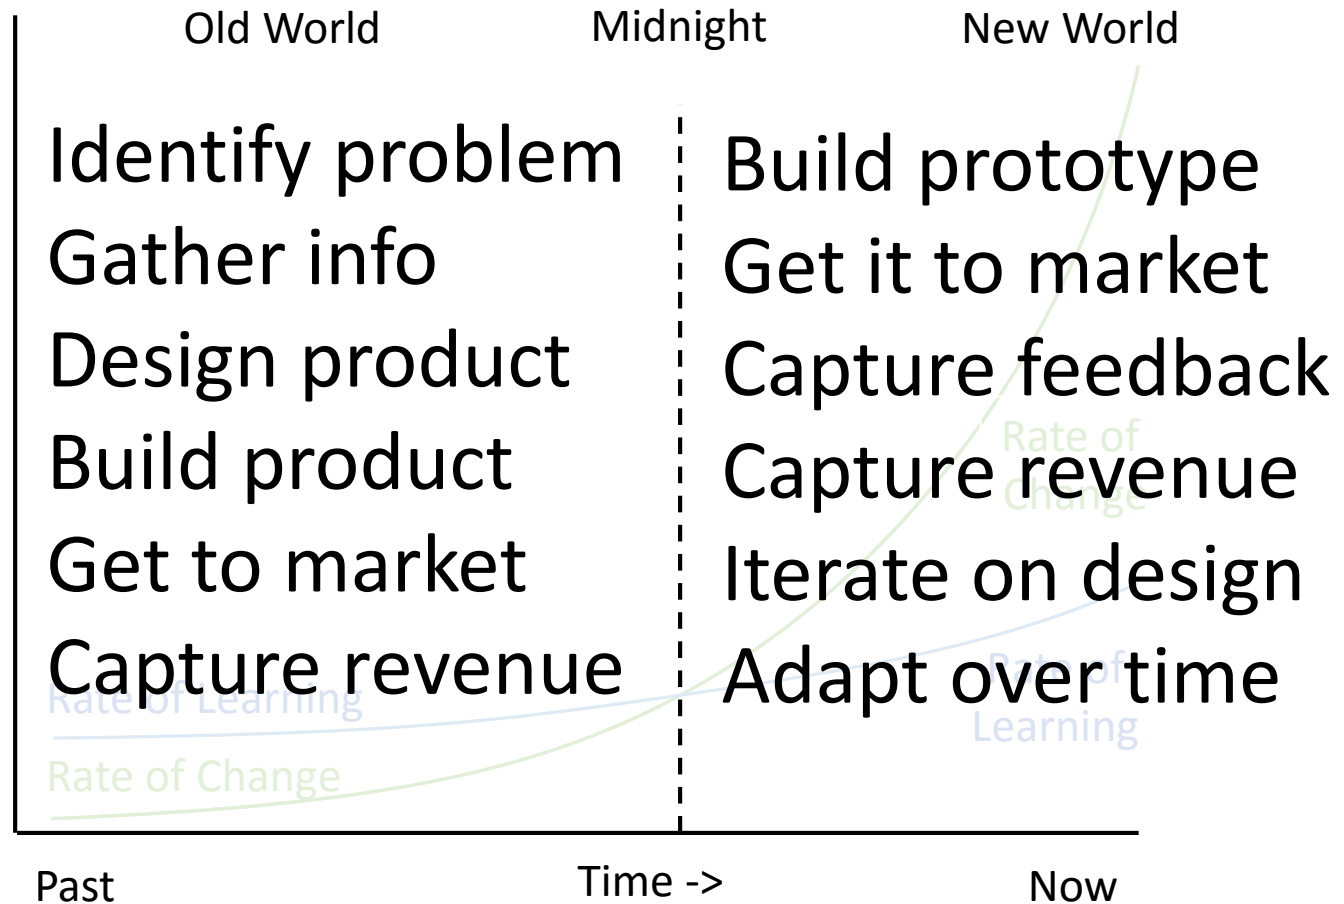 Old World
Midnight
New World
Identify problem
Gather info
Design product
Build product
Get to market
Capture revenue
Rate of Learning
Rate of Change
Build prototype
Get it to market
Capture feedback
Capture revenue
Iterate on design
Adapt over time
Rate of
Change
Rate of
Learning
Past
Time ->
Now